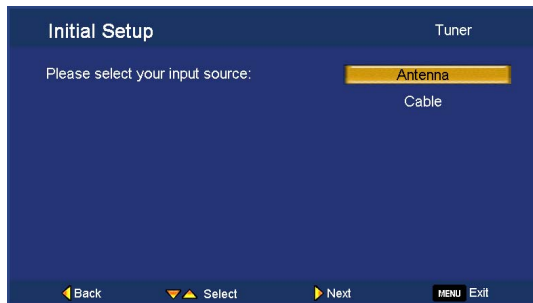 Initial Setup Tuner
Please select your input source: Antenna
Cable
Back Select Next MENU Exit